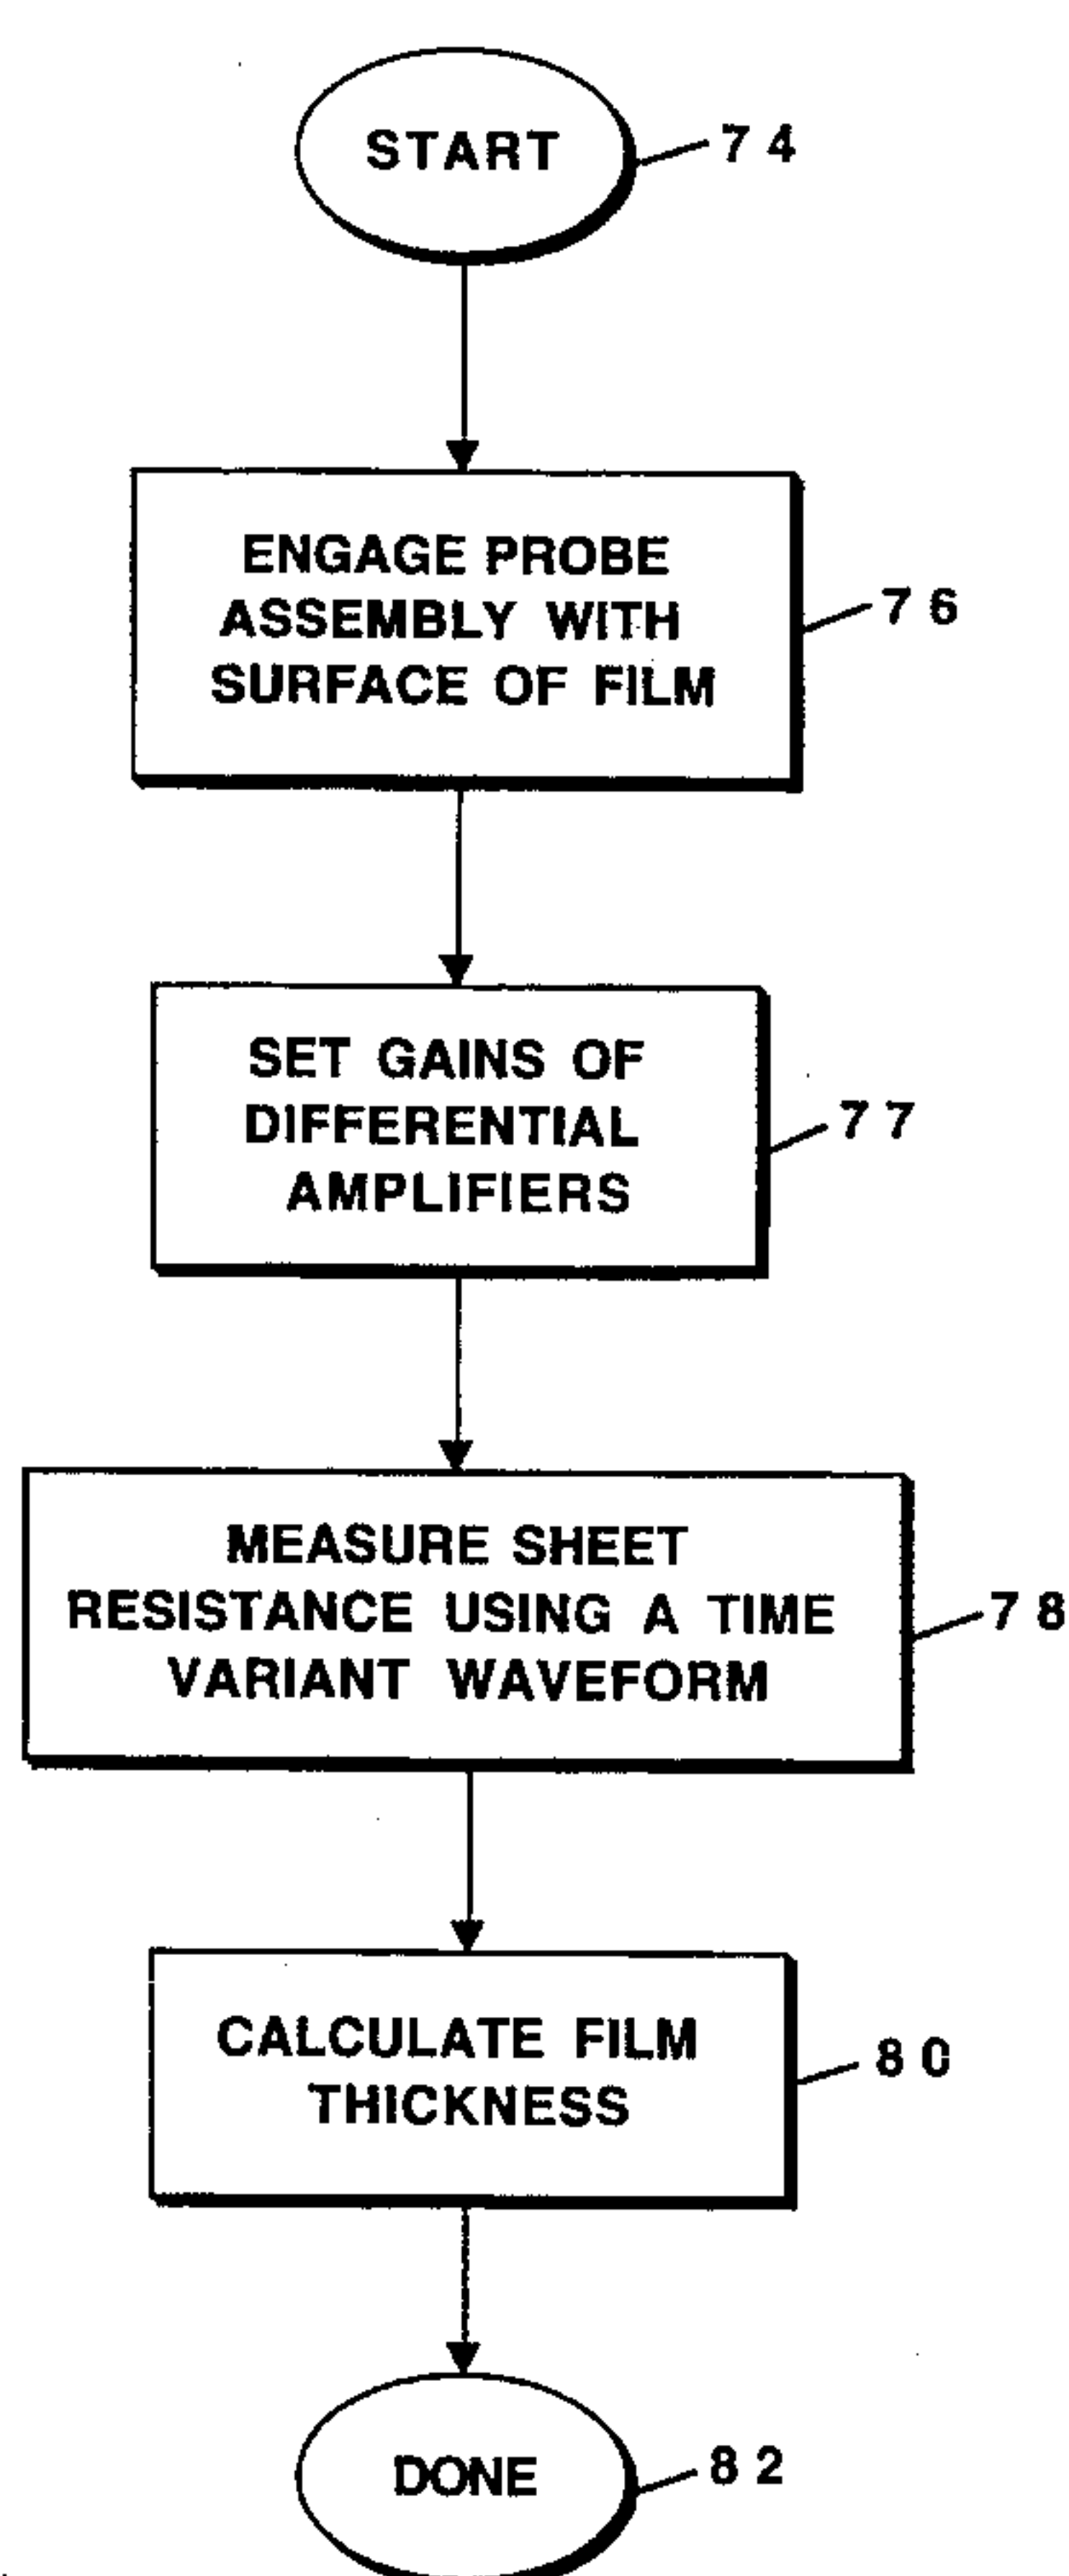 START
74
ENGAGE PROBE
ASSEMBLY WITH
SURFACE OF FILM
76
SET GAINS OF
DIFFERENTIAL
AMPLIFIERS
77
MEASURE SHEET
RESISTANCE USING A TIME
VARIANT WAVEFORM
78
CALCULATE FILM
THICKNESS
80
DONE
82